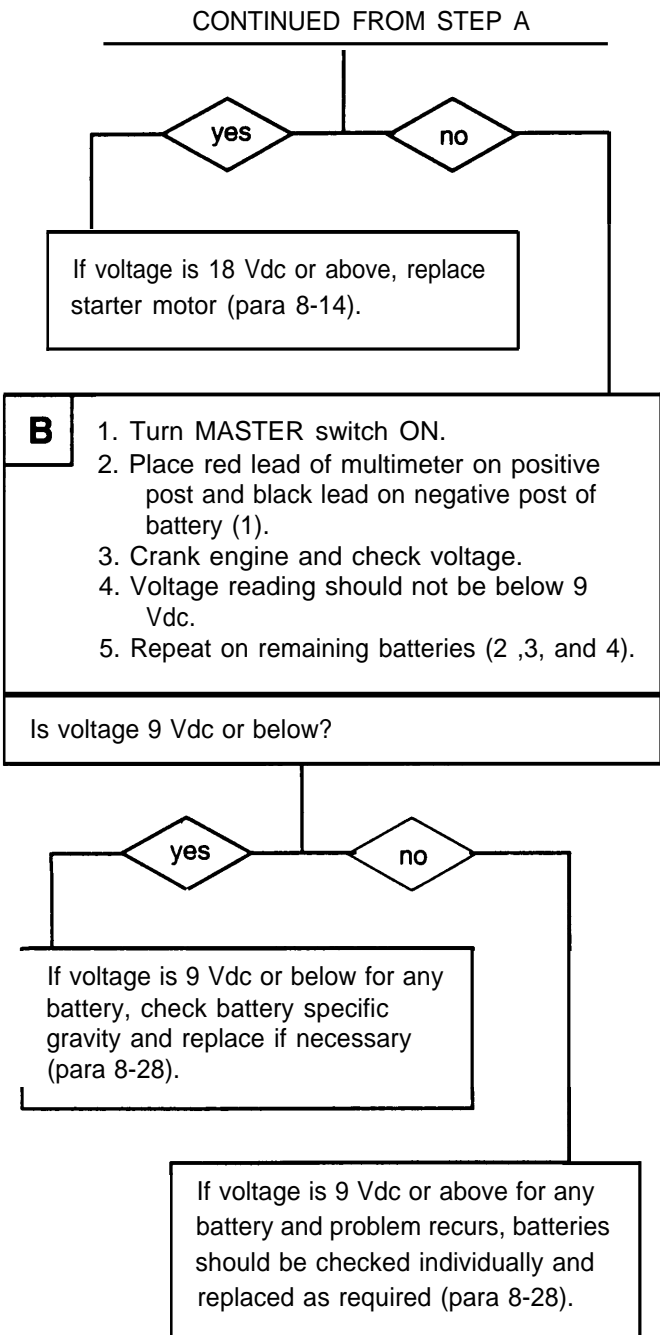 CONTINUED FROM STEP A
yes
no
If voltage is 18 Vdc or above, replace
starter motor (para 8-14).
B
1. Turn MASTER switch ON.
2. Place red lead of multimeter on positive
post and black lead on negative post of
battery (1).
3. Crank engine and check voltage.
4. Voltage reading should not be below 9
Vdc.
5. Repeat on remaining batteries (2 ,3, and 4).
Is voltage 9 Vdc or below?
yes
no
If voltage is 9 Vdc or below for any
battery, check battery specific
gravity and replace if necessary
(para 8-28).
If voltage is 9 Vdc or above for any
battery and problem recurs, batteries
should be checked individually and
replaced as required (para 8-28).